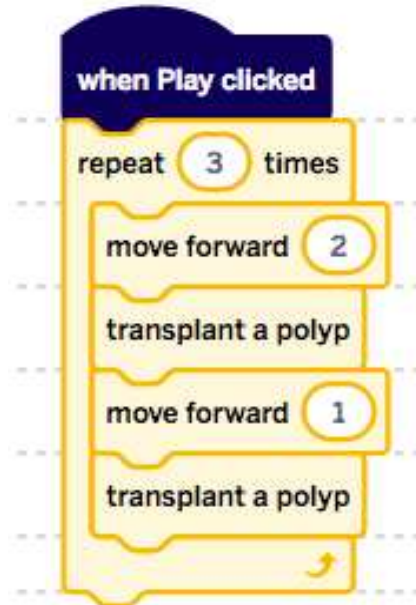 when Play clicked
repeat 3 times
move forward 2
transplant a polyp
move forward 1
transplant a polyp